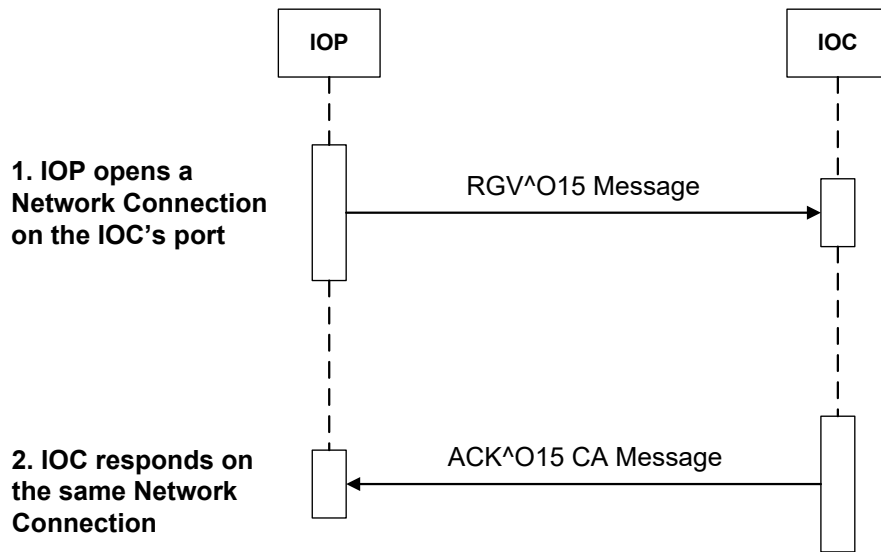 IOP
IOC
1. IOP opens a
Network Connection
on the IOC's port
RGV^O15 Message
2. IOC responds on
the same Network
Connection
ACK^O15 CA Message